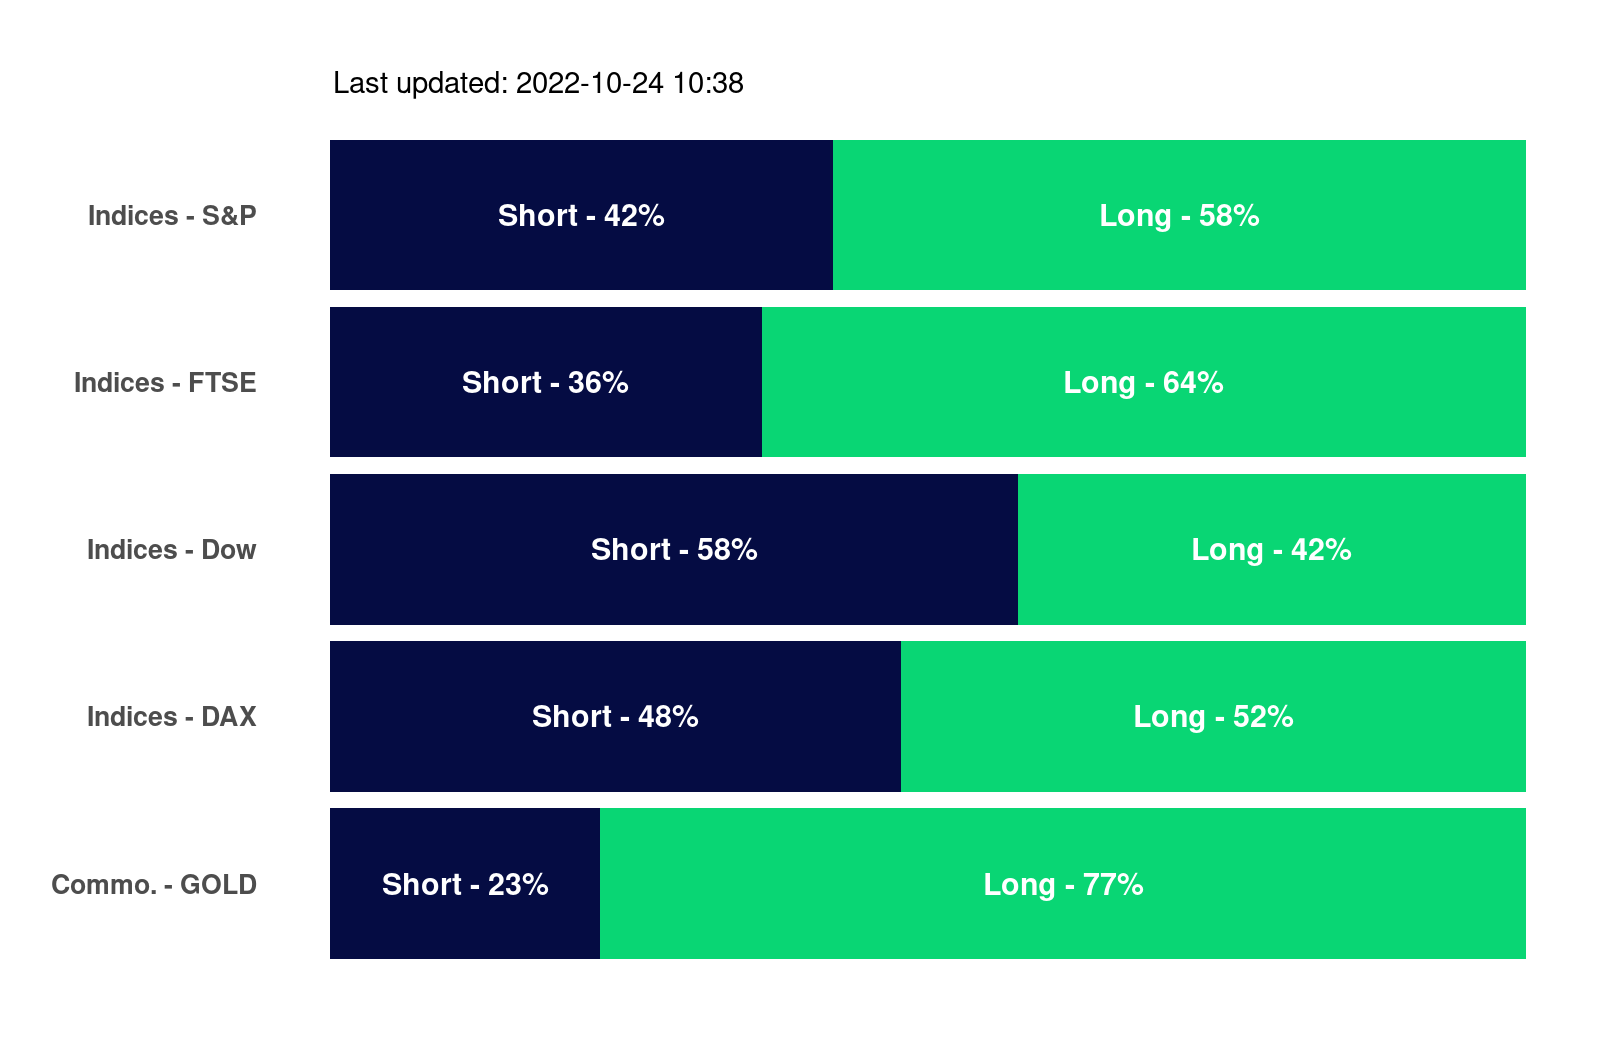 Last updated: 2022-10-24 10:38
Indices - S&P Short - 42% Long - 58%
Indices - FTSE Short - 36% Long - 64%
Indices - Dow Short - 58% Long - 42%
Indices - DAX Short - 48% Long - 52%
Commo. - GOLD Short - 23% Long - 77%